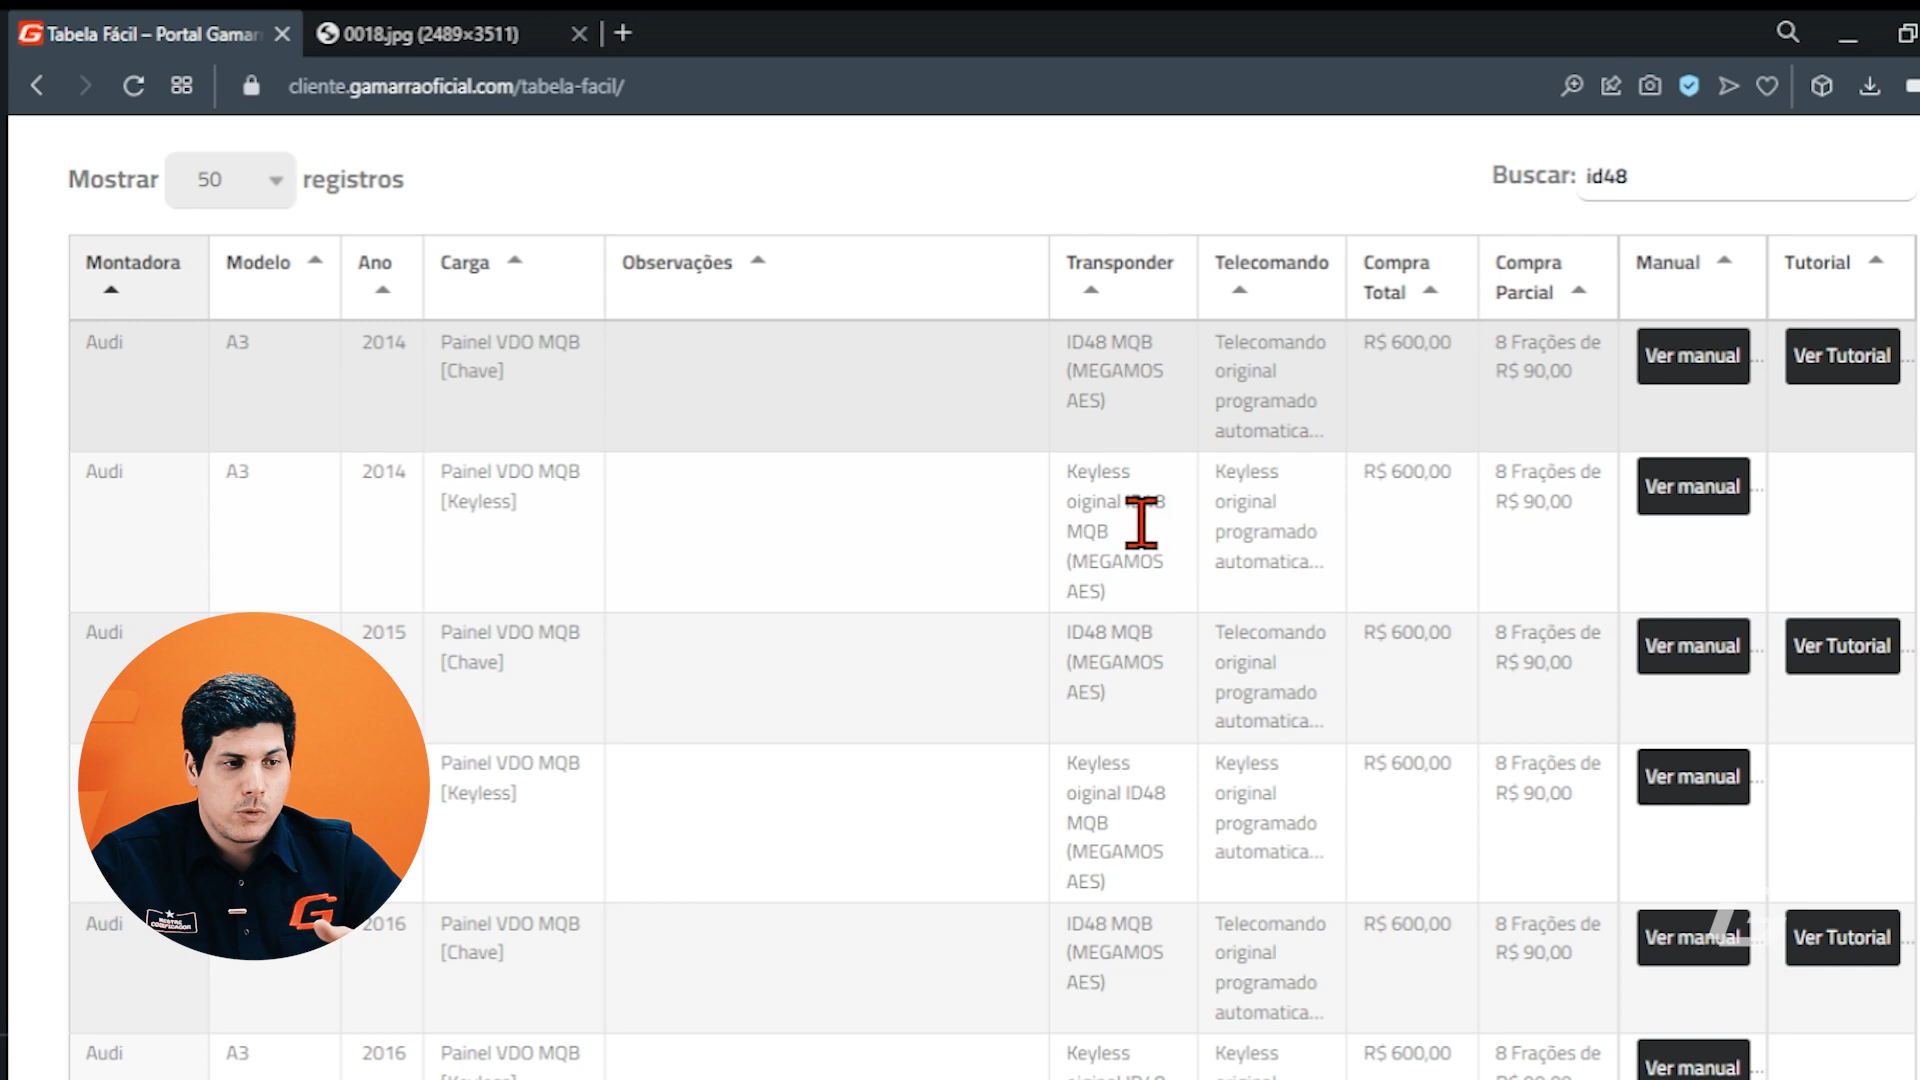 Tabela Fácil – Portal Gamar
0018.jpg (2489×3511)
cliente.gamarraoficial.com/tabela-facil/
Mostrar 50 registros
Buscar: id48
Montadora Modelo Ano Carga Observações Transponder Telecomando Compra Total Compra Parcial Manual Tutorial
Audi A3 2014 Painel VDO MQB R$ 600,00 8 Frações de
[Chave]
ID48 MQB
(MEGAMOS
AES)
Telecomando
original
programado
automatica...
R$ 90,00
Ver manual ...
Ver Tutorial ...
Audi A3 2014 Painel VDO MQB
[Keyless]
Keyless
oiginal
MQB
(MEGAMOS
AES)
Keyless
original
programado
automatica...
R$ 600,00
8 Frações de
R$ 90,00
Ver manual ...
Audi 2015 Painel VDO MQB
[Chave]
ID48 MQB
(MEGAMOS
AES)
Telecomando
original
programado
automatica...
R$ 600,00
8 Frações de
R$ 90,00
Ver manual ...
Ver Tutorial ...
Painel VDO MQB
[Keyless]
Keyless
oiginal ID48
MQB
(MEGAMOS
AES)
Keyless
original
programado
automatica...
R$ 600,00
8 Frações de
R$ 90,00
Ver manual ...
Audi 2016 Painel VDO MQB
[Chave]
ID48 MQB
(MEGAMOS
AES)
Telecomando
original
programado
automatica...
R$ 600,00
8 Frações de
R$ 90,00
Ver manual ...
Ver Tutorial ...
Audi A3 2016 Painel VDO MQB
Keyless
Keyless
R$ 600,00
8 Frações de
Ver manual ...